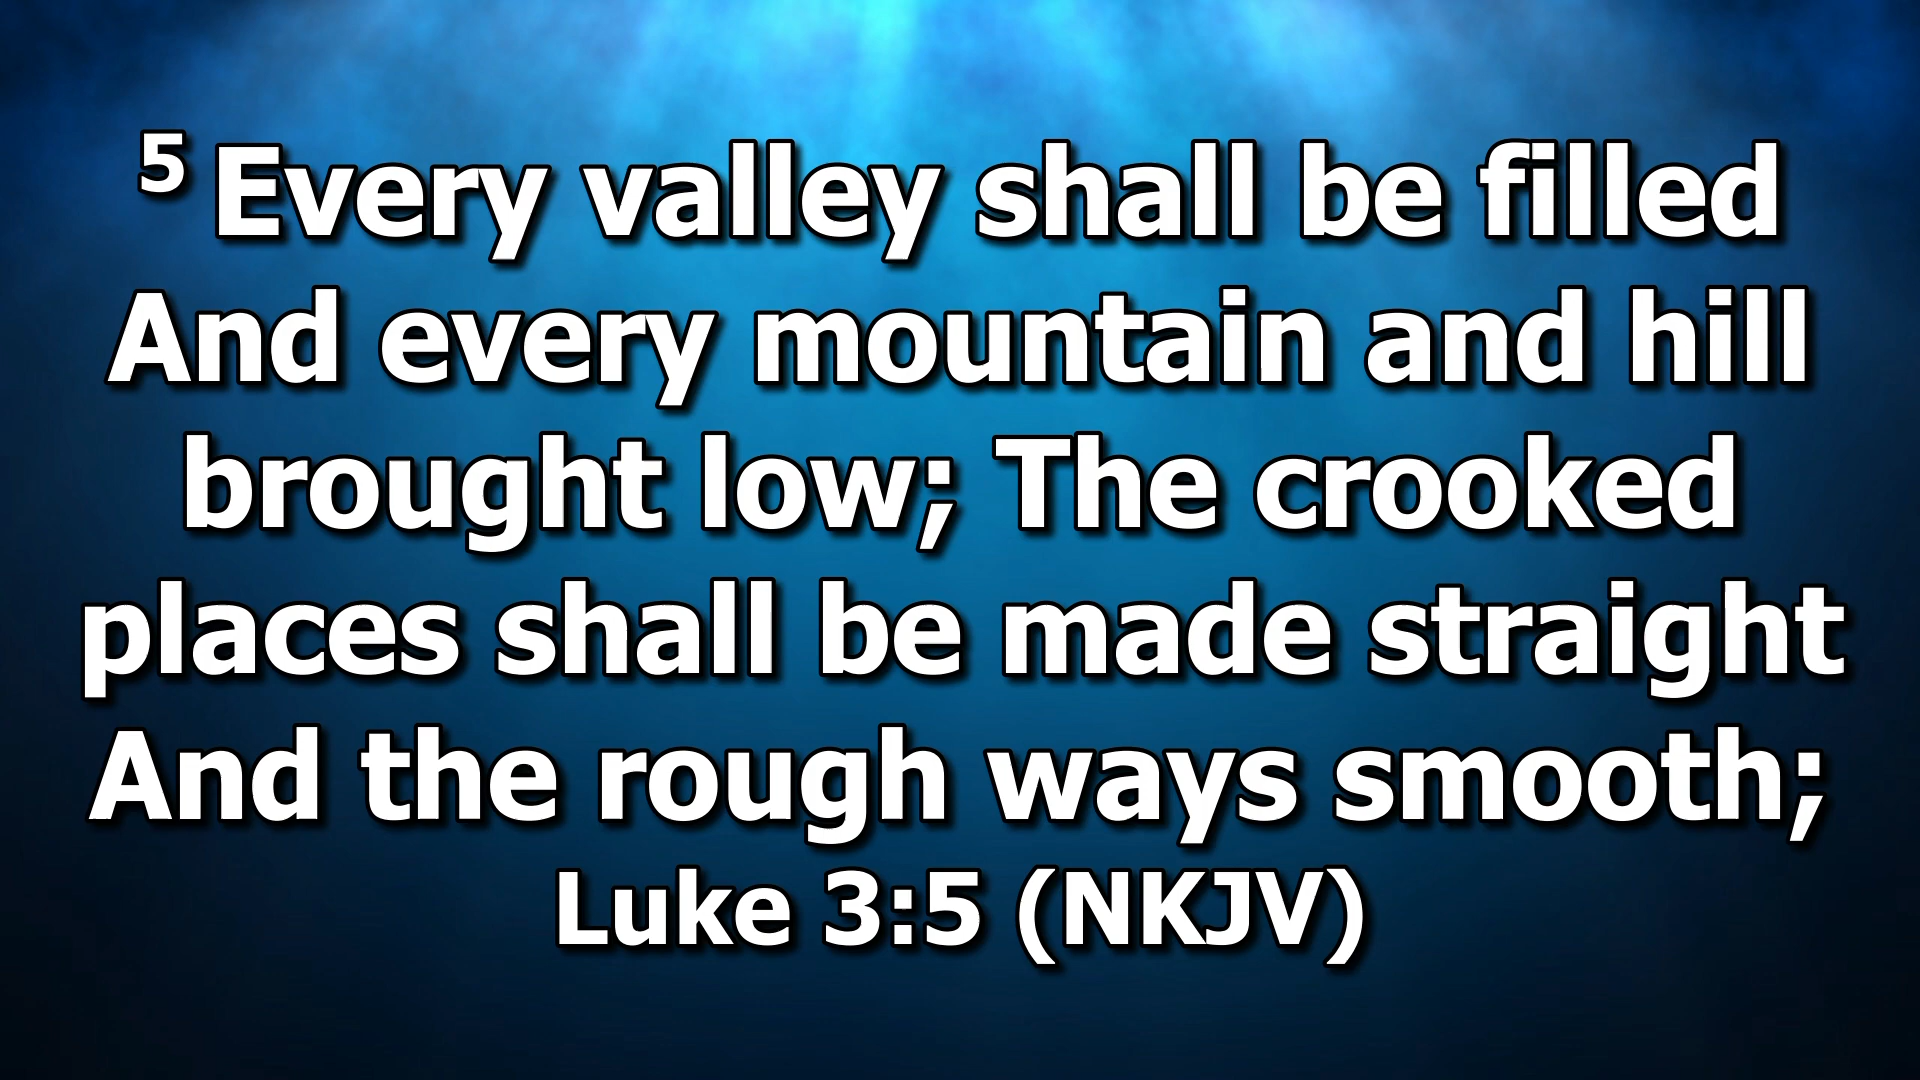 5 Every valley shall be filled
And every mountain and hill
brought low; The crooked
places shall be made straight
And the rough ways smooth;
Luke 3:5 (NKJV)